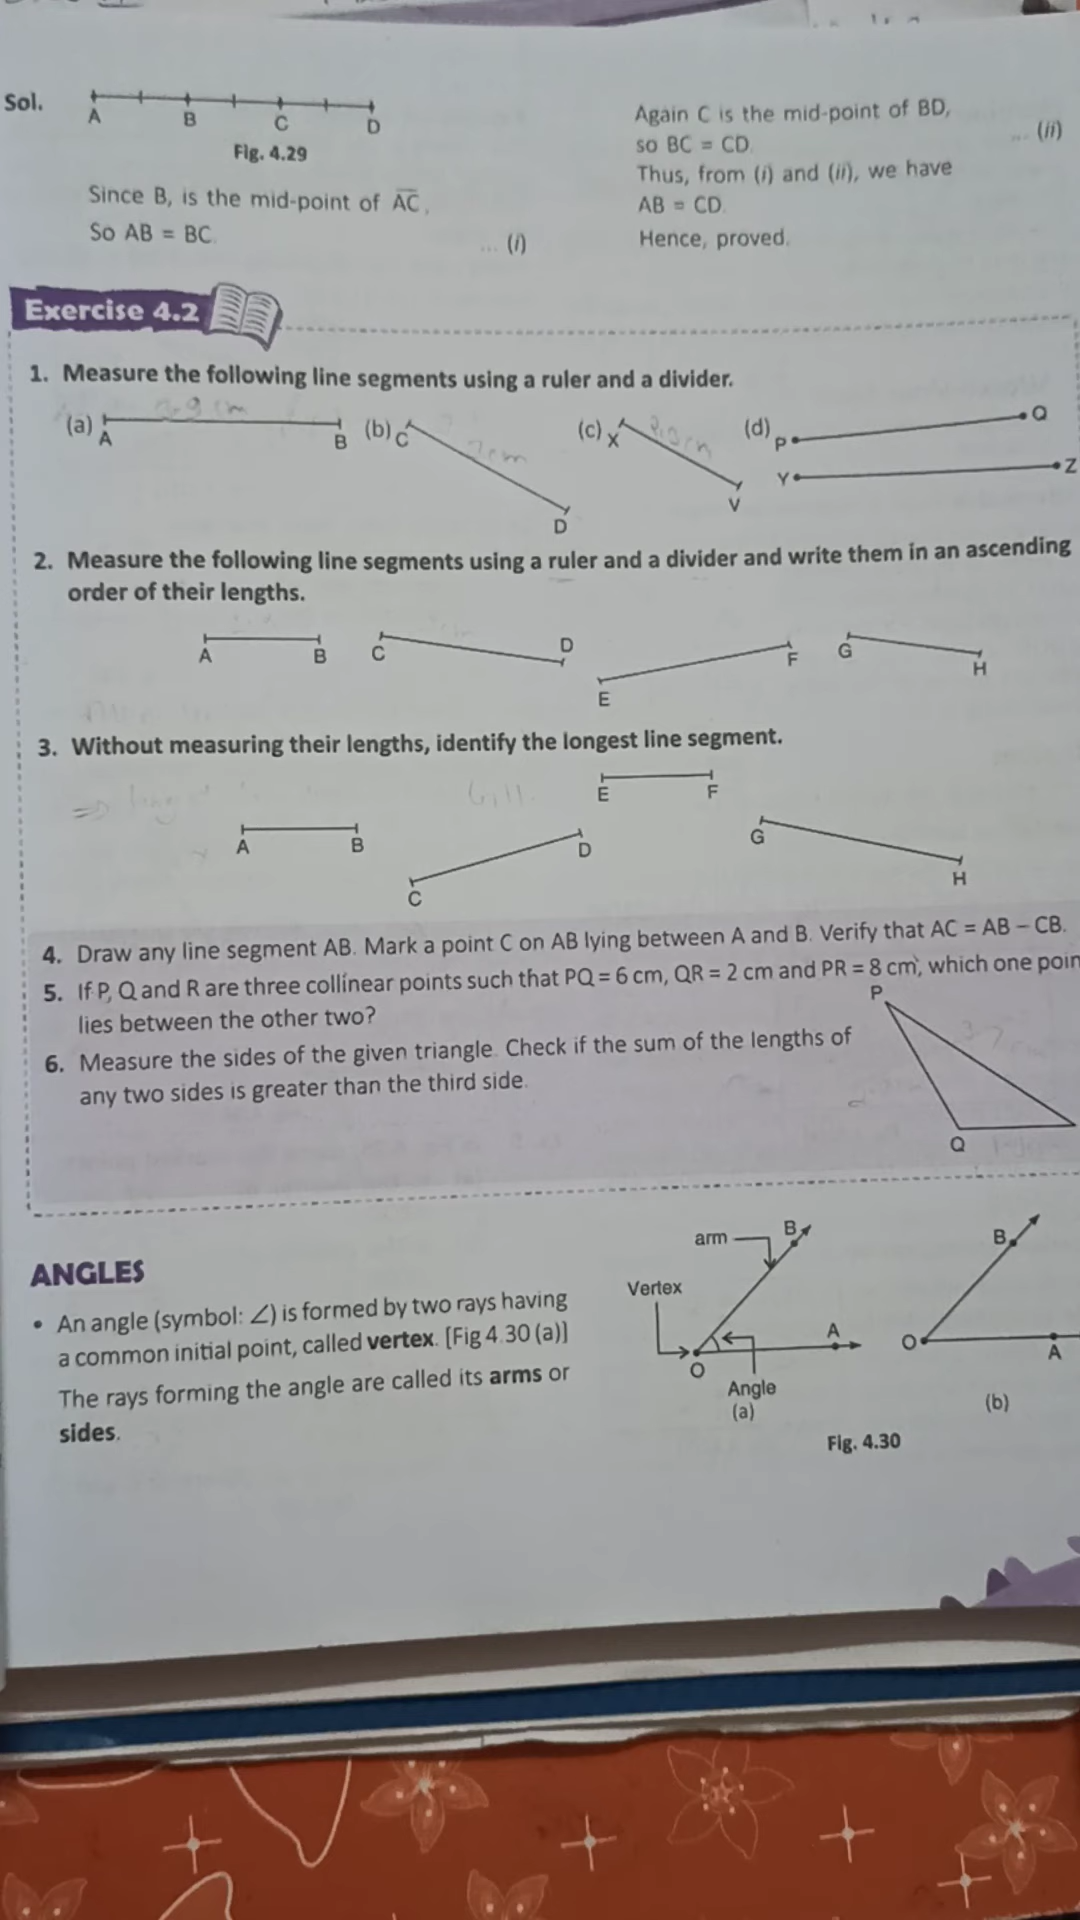 Sol.
A B C D
Fig. 4.29
Since B, is the mid-point of A̅C̅.
So AB = BC. ... (i)
Again C is the mid-point of BD,
so BC = CD. ... (ii)
Thus, from (i) and (ii), we have
AB = CD.
Hence, proved.
Exercise 4.2
1. Measure the following line segments using a ruler and a divider.
(a) A B (b) C D (c) X V (d) P Q Y Z
cm
cm
2. Measure the following line segments using a ruler and a divider and write them in an ascending
order of their lengths.
A B C D E F G H
3. Without measuring their lengths, identify the longest line segment.
E F
A B C D G H
4. Draw any line segment AB. Mark a point C on AB lying between A and B. Verify that AC = AB – CB.
5. If P, Q and R are three collinear points such that PQ = 6 cm, QR = 2 cm and PR = 8 cm, which one poin
lies between the other two?
6. Measure the sides of the given triangle. Check if the sum of the lengths of
any two sides is greater than the third side.
P
Q
ANGLES
• An angle (symbol: ∠) is formed by two rays having
a common initial point, called vertex. [Fig 4.30 (a)]
The rays forming the angle are called its arms or
sides.
arm B
Vertex
A
O
Angle
(a)
B
O A
(b)
Fig. 4.30